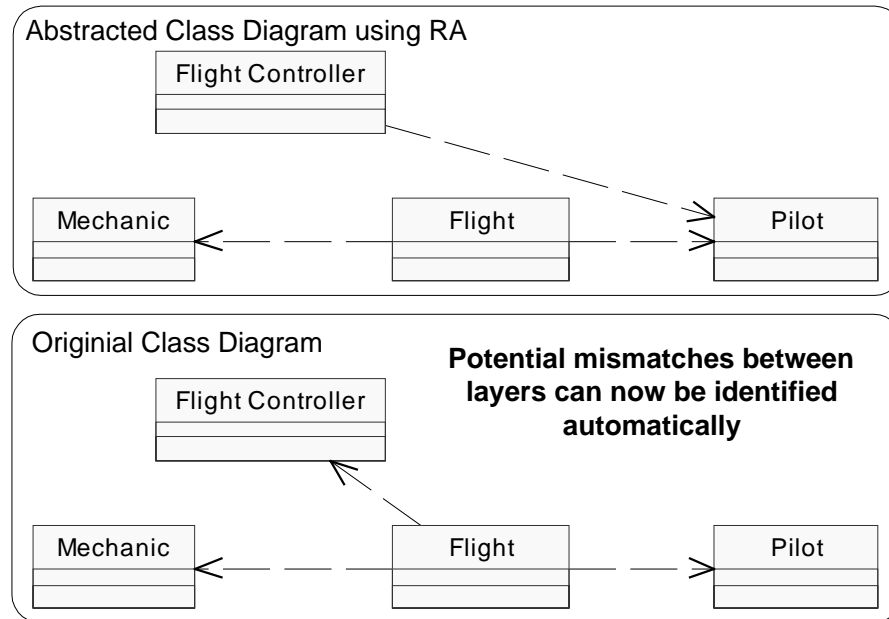 Abstracted Class Diagram using RA
Flight Controller
Mechanic
Flight
Pilot
Originial Class Diagram
Potential mismatches between
layers can now be identified
automatically
Flight Controller
Mechanic
Flight
Pilot